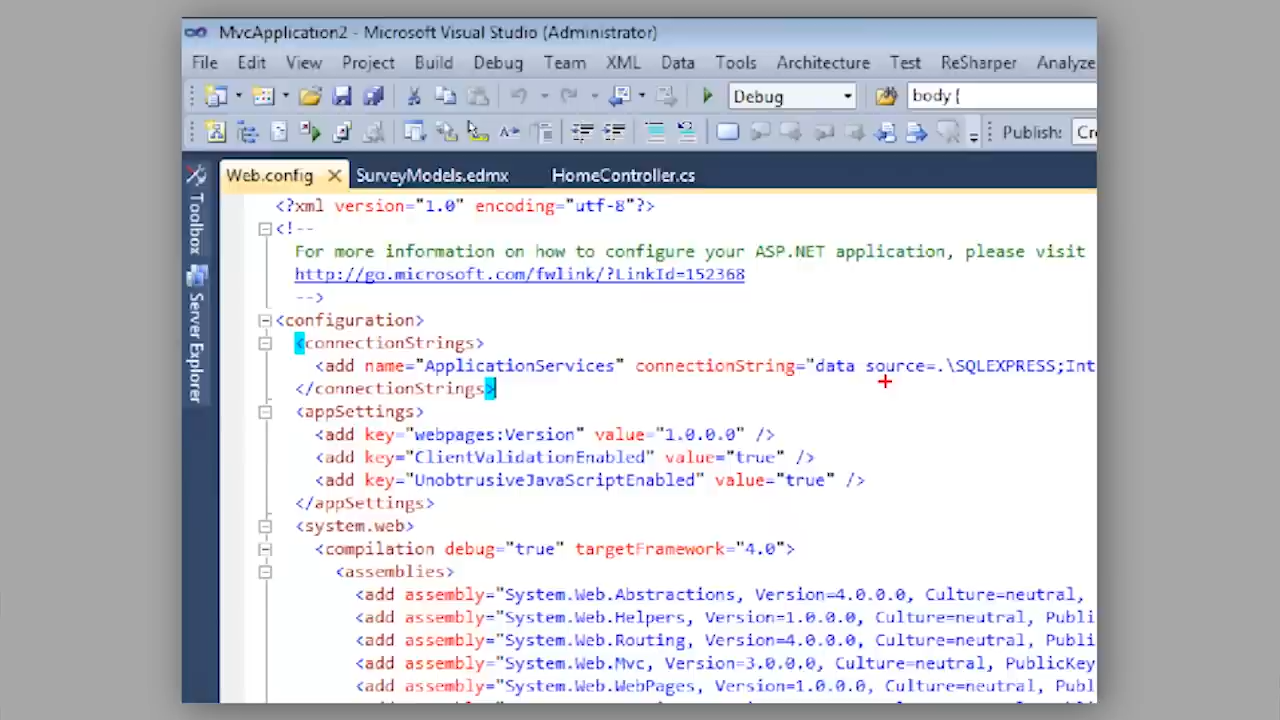 MvcApplication2 - Microsoft Visual Studio (Administrator)
File Edit View Project Build Debug Team XML Data Tools Architecture Test ReSharper Analyze
Debug body {
Publish: Cr
Web.config SurveyModels.edmx HomeController.cs
Toolbox
Server Explorer
<?xml version="1.0" encoding="utf-8"?>
<!--
For more information on how to configure your ASP.NET application, please visit
http://go.microsoft.com/fwlink/?LinkId=152368
-->
<configuration>
<connectionStrings>
<add name="ApplicationServices" connectionString="data source=.\SQLEXPRESS;Int
</connectionStrings>
<appSettings>
<add key="webpages:Version" value="1.0.0.0" />
<add key="ClientValidationEnabled" value="true" />
<add key="UnobtrusiveJavaScriptEnabled" value="true" />
</appSettings>
<system.web>
<compilation debug="true" targetFramework="4.0">
<assemblies>
<add assembly="System.Web.Abstractions, Version=4.0.0.0, Culture=neutral,
<add assembly="System.Web.Helpers, Version=1.0.0.0, Culture=neutral, Publi
<add assembly="System.Web.Routing, Version=4.0.0.0, Culture=neutral, Publi
<add assembly="System.Web.Mvc, Version=3.0.0.0, Culture=neutral, PublicKey
<add assembly="System.Web.WebPages, Version=1.0.0.0, Culture=neutral, Publ